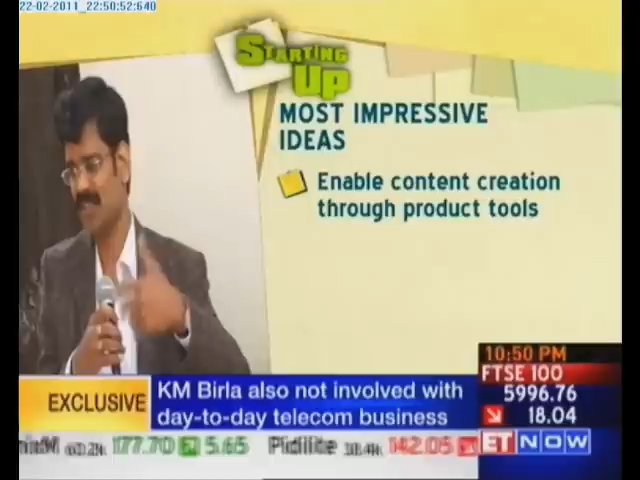 22-02-2011_22:50:52:640
STARTING
UP
MOST IMPRESSIVE
IDEAS
Enable content creation
through product tools
10:50 PM
FTSE 100
5996.76
18.04
EXCLUSIVE
KM Birla also not involved with
day-to-day telecom business
177.70 5.65 Pidilite 142.05
ET NOW